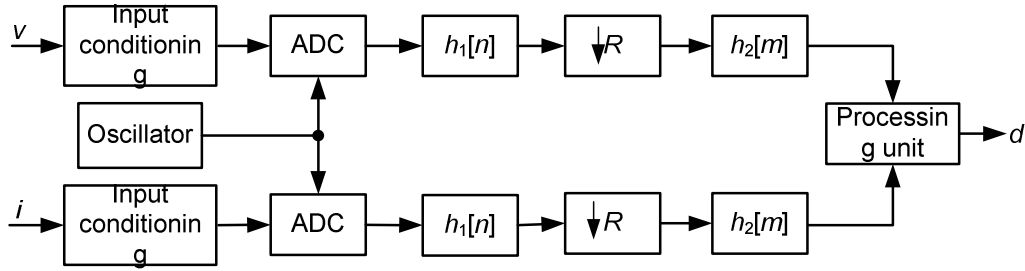 Input
conditionin
g
v
ADC
h₁[n]
R
h₂[m]
Oscillator
Processin
g unit
d
Input
conditionin
g
i
ADC
h₁[n]
R
h₂[m]